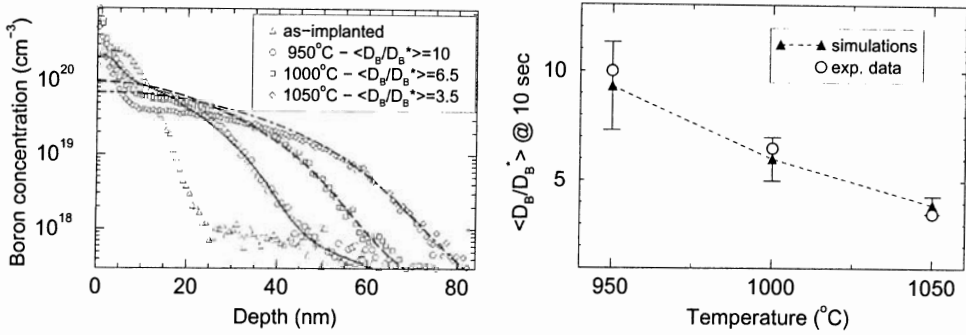 Boron concentration (cm⁻³)
10²⁰
10¹⁹
10¹⁸
as−implanted
950°C − <D_B/D_B*>=10
1000°C − <D_B/D_B*>=6.5
1050°C − <D_B/D_B*>=3.5
0 20 40 60 80
Depth (nm)
<D_B/D_B*> @ 10 sec
10
5
simulations
exp. data
950 1000 1050
Temperature (°C)